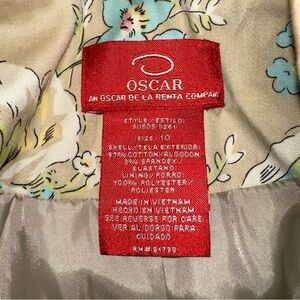 OSCAR
AN OSCAR DE LA RENTA COMPANY
STYLE/ESTILO:
SIZE: 10
SHELL/TELA EXTERIOR:
97% COTTON/ALGODON
3% SPANDEX/
ELASTANO
LINING/FORRO:
100% POLYESTER/
POLIESTER
MADE IN VIETNAM
HECHO EN VIETNAM
SEE REVERSE FOR CARE
VER AL DORSO PARA
CUIDADO